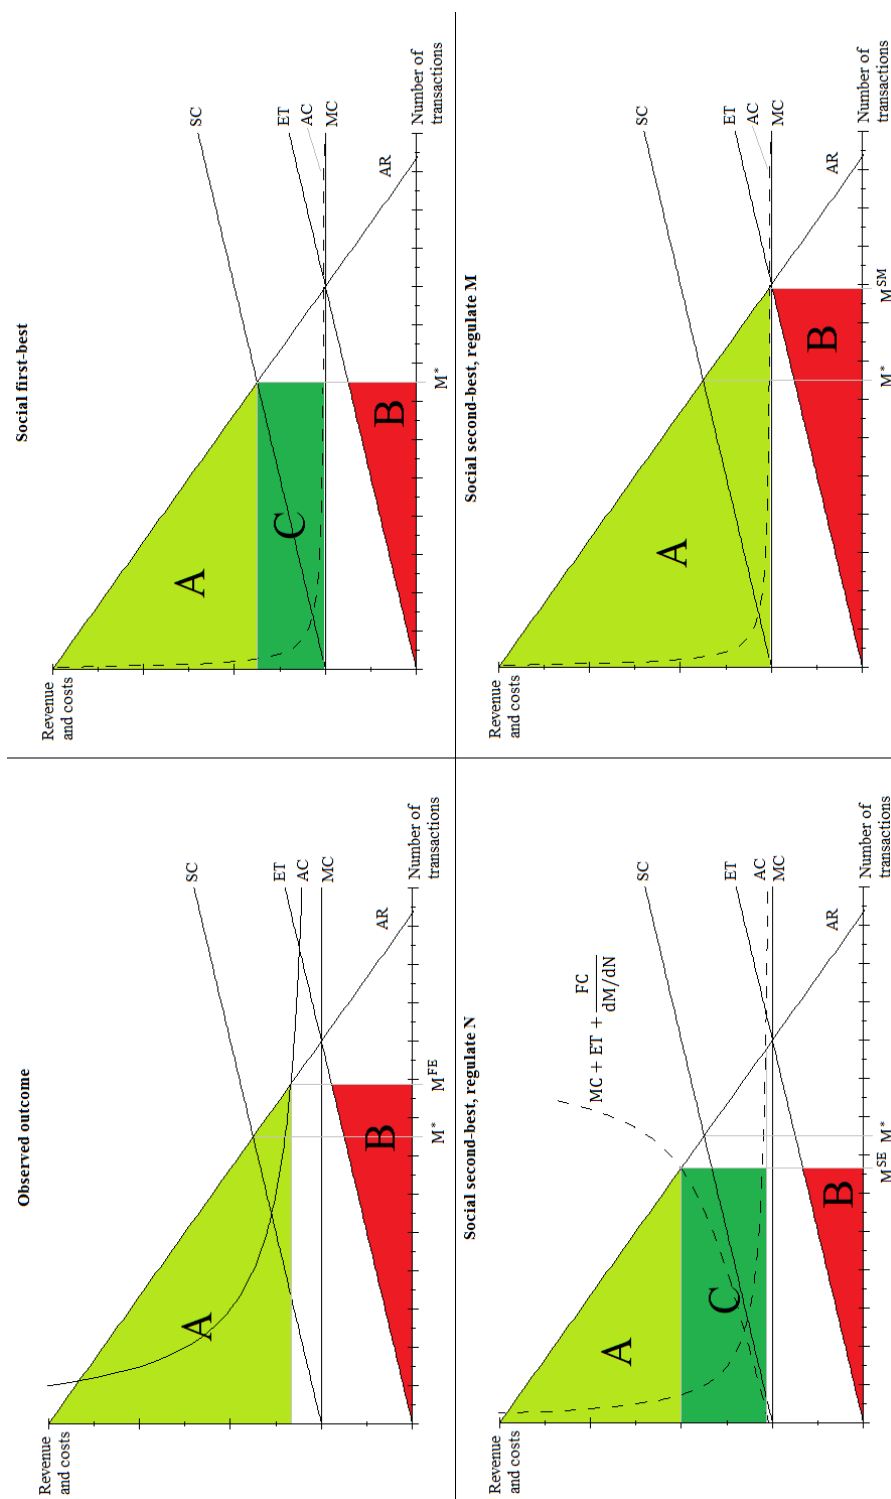 Observed outcome
Revenue
and costs
SC
ET
AC
MC
AR
A
B
M*
M^FE
Number of
transactions
Social first-best
Revenue
and costs
SC
ET
AC
MC
AR
A
C
B
M*
Number of
transactions
Social second-best, regulate N
Revenue
and costs
MC + ET + FC/(dM/dN)
SC
ET
AC
MC
AR
A
C
B
M^SE
M*
Number of
transactions
Social second-best, regulate M
Revenue
and costs
SC
ET
AC
MC
AR
A
B
M*
M^SM
Number of
transactions